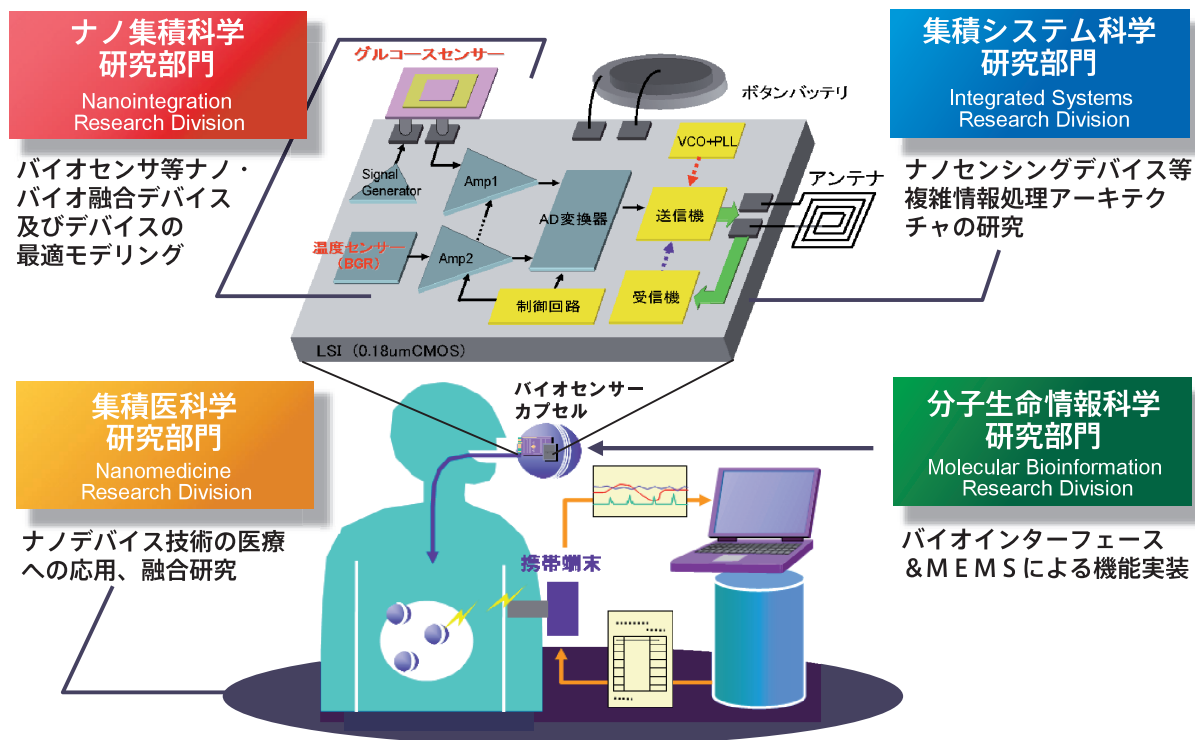 ナノ集積科学
研究部門
Nanointegration
Research Division
バイオセンサ等ナノ・
バイオ融合デバイス
及びデバイスの
最適モデリング
集積システム科学
研究部門
Integrated Systems
Research Division
ナノセンシングデバイス等
複雑情報処理アーキテク
チャの研究
グルコースセンサー
ボタンバッテリ
VCO+PLL
アンテナ
Signal
Generator
Amp1
AD変換器
送信機
温度センサー
(BGR)
Amp2
制御回路
受信機
LSI（0.18umCMOS）
集積医科学
研究部門
Nanomedicine
Research Division
ナノデバイス技術の医療
への応用、融合研究
バイオセンサー
カプセル
携帯端末
分子生命情報科学
研究部門
Molecular Bioinformation
Research Division
バイオインターフェース
＆ＭＥＭＳによる機能実装